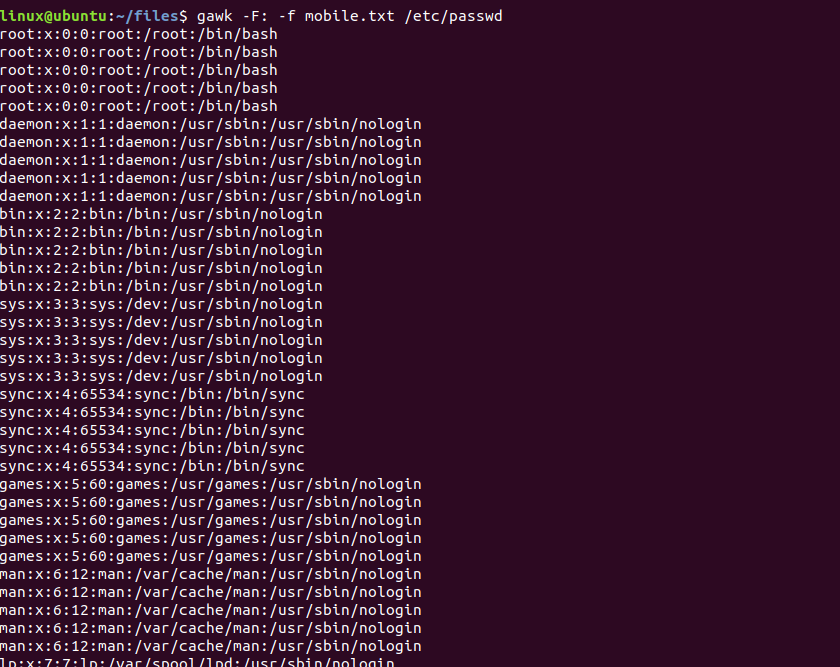 linux@ubuntu:~/files$ gawk -F: -f mobile.txt /etc/passwd
root:x:0:0:root:/root:/bin/bash
root:x:0:0:root:/root:/bin/bash
root:x:0:0:root:/root:/bin/bash
root:x:0:0:root:/root:/bin/bash
root:x:0:0:root:/root:/bin/bash
daemon:x:1:1:daemon:/usr/sbin:/usr/sbin/nologin
daemon:x:1:1:daemon:/usr/sbin:/usr/sbin/nologin
daemon:x:1:1:daemon:/usr/sbin:/usr/sbin/nologin
daemon:x:1:1:daemon:/usr/sbin:/usr/sbin/nologin
daemon:x:1:1:daemon:/usr/sbin:/usr/sbin/nologin
bin:x:2:2:bin:/bin:/usr/sbin/nologin
bin:x:2:2:bin:/bin:/usr/sbin/nologin
bin:x:2:2:bin:/bin:/usr/sbin/nologin
bin:x:2:2:bin:/bin:/usr/sbin/nologin
bin:x:2:2:bin:/bin:/usr/sbin/nologin
sys:x:3:3:sys:/dev:/usr/sbin/nologin
sys:x:3:3:sys:/dev:/usr/sbin/nologin
sys:x:3:3:sys:/dev:/usr/sbin/nologin
sys:x:3:3:sys:/dev:/usr/sbin/nologin
sys:x:3:3:sys:/dev:/usr/sbin/nologin
sync:x:4:65534:sync:/bin:/bin/sync
sync:x:4:65534:sync:/bin:/bin/sync
sync:x:4:65534:sync:/bin:/bin/sync
sync:x:4:65534:sync:/bin:/bin/sync
sync:x:4:65534:sync:/bin:/bin/sync
games:x:5:60:games:/usr/games:/usr/sbin/nologin
games:x:5:60:games:/usr/games:/usr/sbin/nologin
games:x:5:60:games:/usr/games:/usr/sbin/nologin
games:x:5:60:games:/usr/games:/usr/sbin/nologin
games:x:5:60:games:/usr/games:/usr/sbin/nologin
man:x:6:12:man:/var/cache/man:/usr/sbin/nologin
man:x:6:12:man:/var/cache/man:/usr/sbin/nologin
man:x:6:12:man:/var/cache/man:/usr/sbin/nologin
man:x:6:12:man:/var/cache/man:/usr/sbin/nologin
man:x:6:12:man:/var/cache/man:/usr/sbin/nologin
lp:x:7:7:lp:/var/spool/lpd:/usr/sbin/nologin